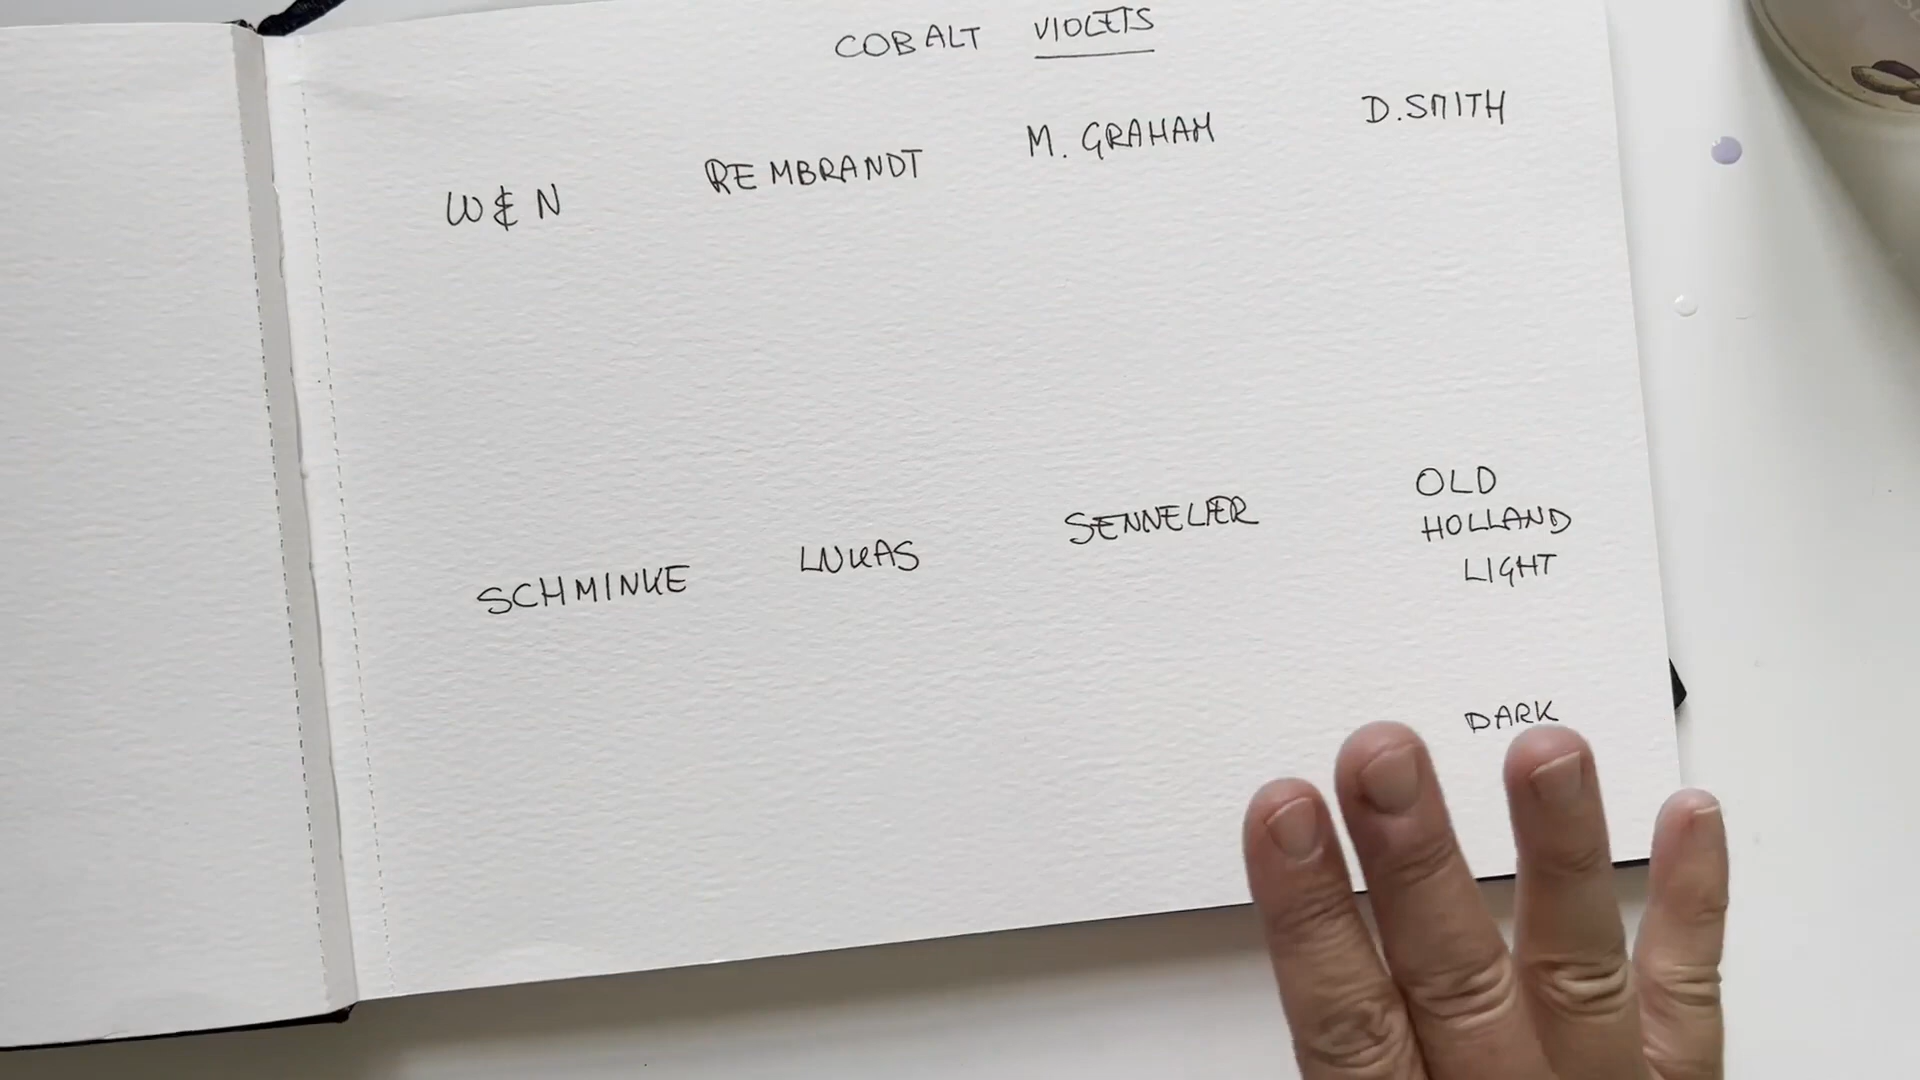 COBALT VIOLETS
W & N
REMBRANDT
M. GRAHAM
D. SMITH
SCHMINKE
LUKAS
SENNELIER
OLD
HOLLAND
LIGHT
DARK